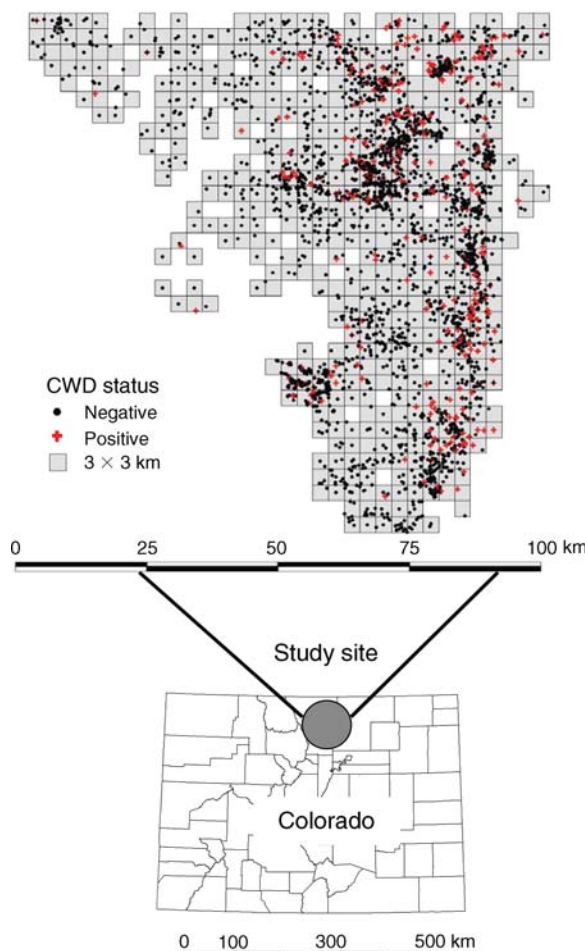 CWD status
Negative
Positive
3 × 3 km
0 25 50 75 100 km
Study site
Colorado
0 100 300 500 km